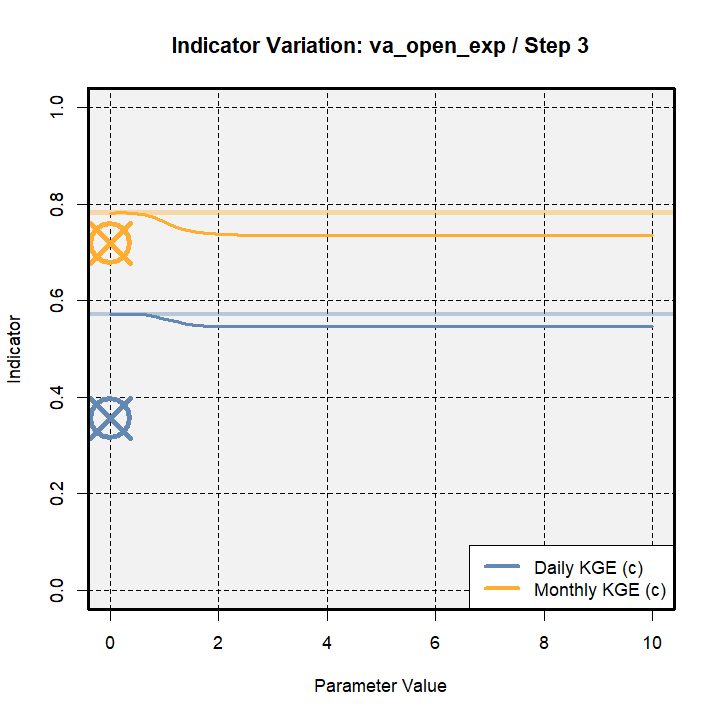 Indicator Variation: va_open_exp / Step 3
Indicator
1.0
0.8
0.6
0.4
0.2
0.0
Daily KGE (c)
Monthly KGE (c)
0 2 4 6 8 10
Parameter Value